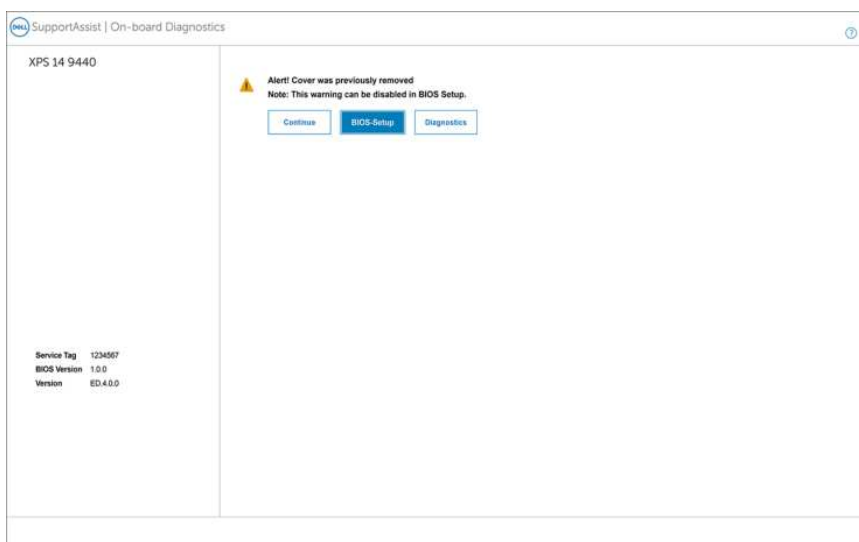 DELL SupportAssist | On-board Diagnostics
XPS 14 9440
Alert! Cover was previously removed
Note: This warning can be disabled in BIOS Setup.
Continue BIOS-Setup Diagnostics
Service Tag 1234567
BIOS Version 1.0.0
Version ED.4.0.0